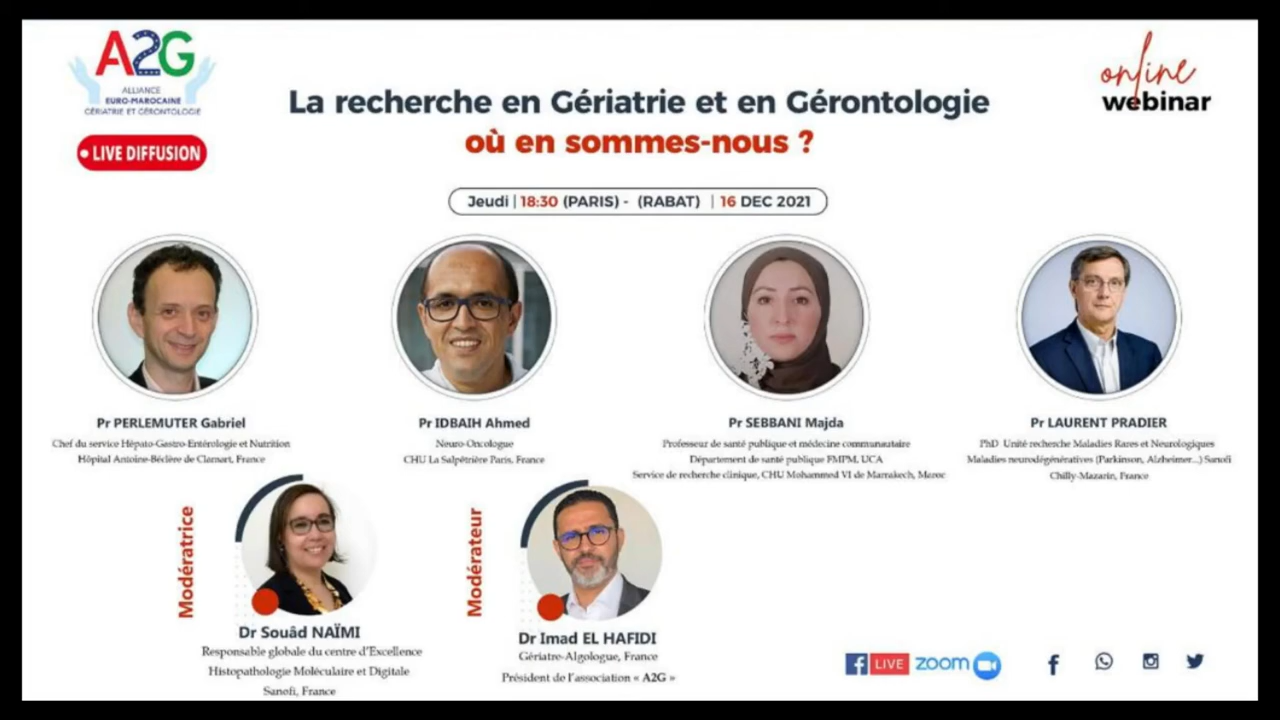 A2G
ALLIANCE
EURO-MAROCAINE
GÉRIATRIE ET GÉRONTOLOGIE
• LIVE DIFFUSION
La recherche en Gériatrie et en Gérontologie
où en sommes-nous ?
online
webinar
Jeudi | 18:30 (PARIS) - (RABAT) | 16 DEC 2021
Pr PERLEMUTER Gabriel
Chef du service Hépato-Gastro-Entérologie et Nutrition
Hôpital Antoine-Béclère de Clamart, France
Pr IDBAIH Ahmed
Neuro-Oncologue
CHU La Salpêtrière Paris, France
Pr SEBBANI Majda
Professeur de santé publique et médecine communautaire
Département de santé publique FMPM, UCA
Service de recherche clinique, CHU Mohammed VI de Marrakech, Maroc
Pr LAURENT PRADIER
PhD Unité recherche Maladies Rares et Neurologiques
Maladies neurodégénératives (Parkinson, Alzheimer...) Sanofi
Chilly-Mazarin, France
Modératrice
Dr Souâd NAÏMI
Responsable globale du centre d'Excellence
Histopathologie Moléculaire et Digitale
Sanofi, France
Modérateur
Dr Imad EL HAFIDI
Gériatre-Algologue, France
Président de l'association « A2G »
LIVE zoom